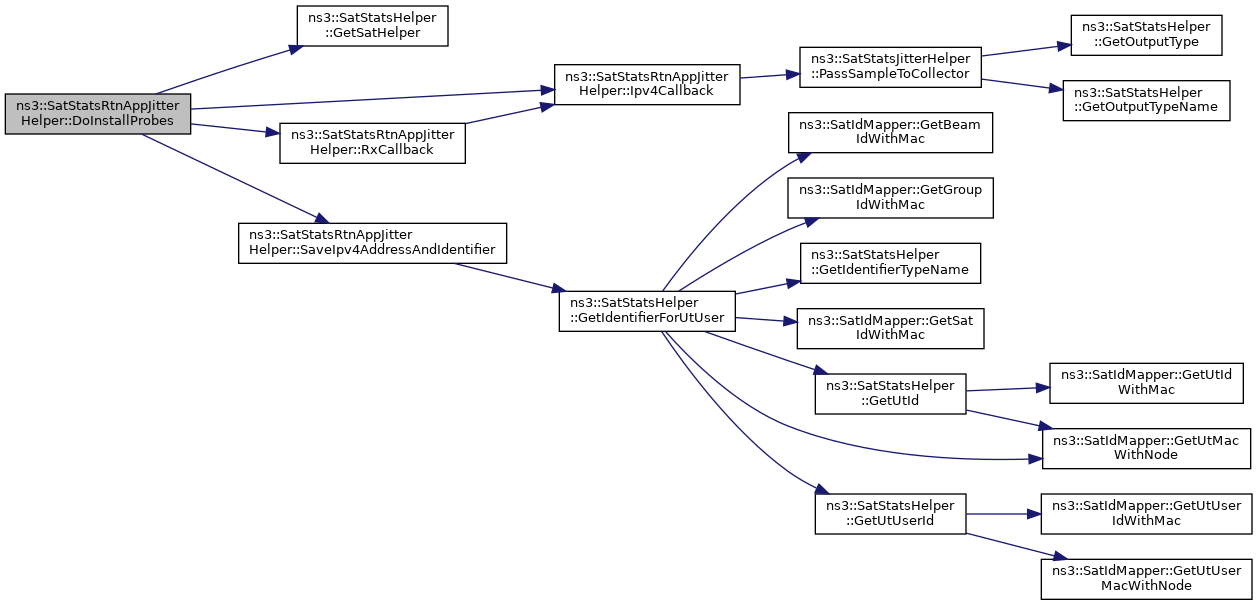 ns3::SatStatsRtnAppJitter
Helper::DoInstallProbes
ns3::SatStatsHelper
::GetSatHelper
ns3::SatStatsRtnAppJitter
Helper::RxCallback
ns3::SatStatsRtnAppJitter
Helper::SaveIpv4AddressAndIdentifier
ns3::SatStatsRtnAppJitter
Helper::Ipv4Callback
ns3::SatStatsHelper
::GetIdentifierForUtUser
ns3::SatStatsJitterHelper
::PassSampleToCollector
ns3::SatIdMapper::GetBeam
IdWithMac
ns3::SatIdMapper::GetGroup
IdWithMac
ns3::SatStatsHelper
::GetIdentifierTypeName
ns3::SatIdMapper::GetSat
IdWithMac
ns3::SatStatsHelper
::GetUtId
ns3::SatStatsHelper
::GetUtUserId
ns3::SatStatsHelper
::GetOutputType
ns3::SatStatsHelper
::GetOutputTypeName
ns3::SatIdMapper::GetUtId
WithMac
ns3::SatIdMapper::GetUtMac
WithNode
ns3::SatIdMapper::GetUtUser
IdWithMac
ns3::SatIdMapper::GetUtUser
MacWithNode